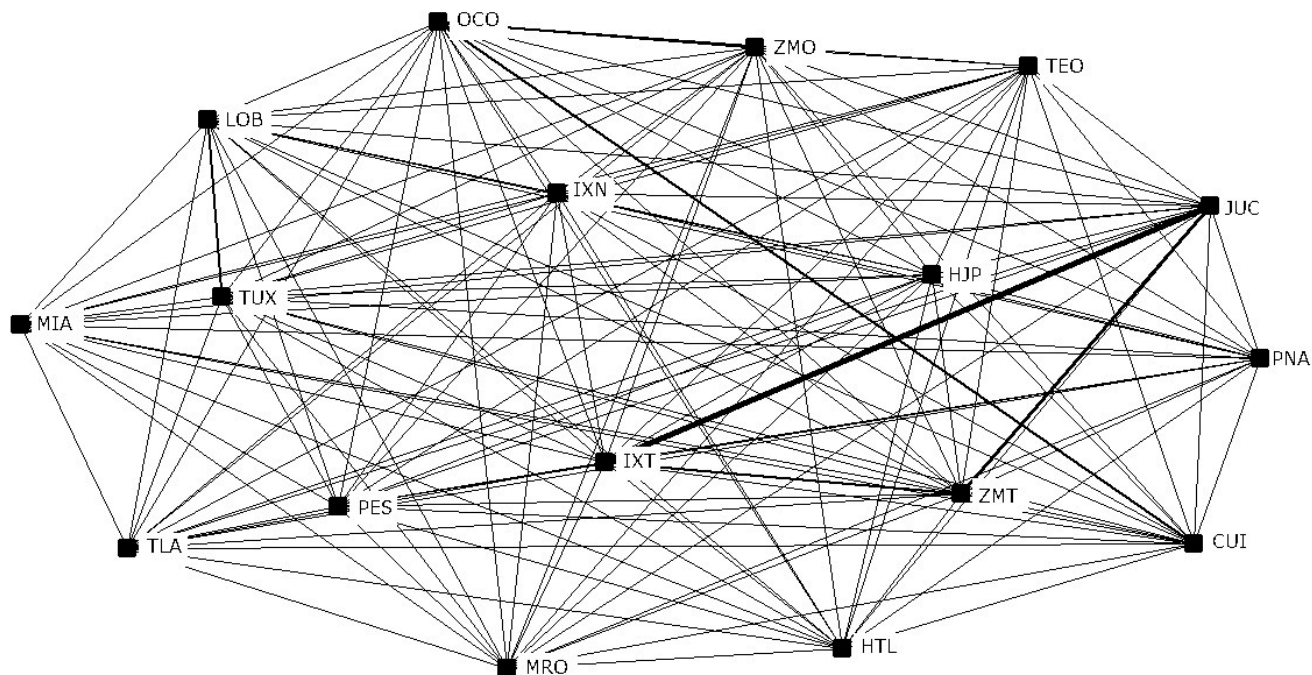 OCO
ZMO
TEO
LOB
IXN
JUC
HJP
TUX
MIA
PNA
IXT
ZMT
PES
CUI
TLA
HTL
MRO